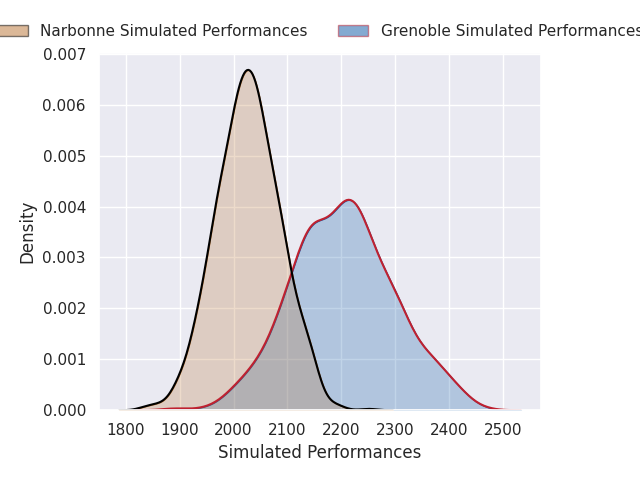 Narbonne Simulated Performances Grenoble Simulated Performances
0.007
0.006
0.005
0.004
0.003
0.002
0.001
0.000
Density
1800 1900 2000 2100 2200 2300 2400 2500
Simulated Performances